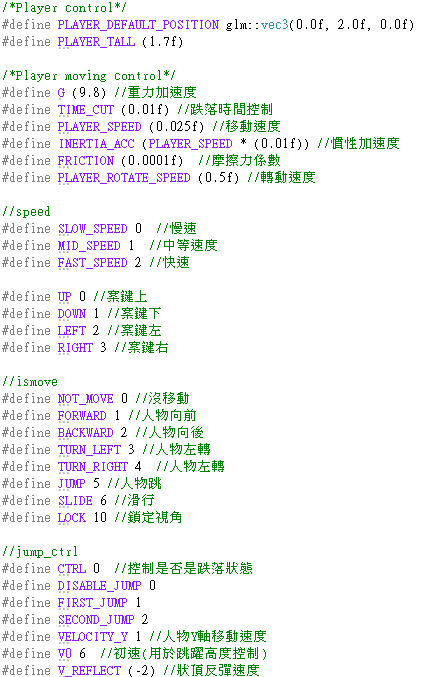 /*Player control*/
#define PLAYER_DEFAULT_POSITION glm::vec3(0.0f, 2.0f, 0.0f)
#define PLAYER_TALL (1.7f)
/*Player moving control*/
#define G (9.8) //重力加速度
#define TIME_CUT (0.01f) //跌落時間控制
#define PLAYER_SPEED (0.025f) //移動速度
#define INERTIA_ACC (PLAYER_SPEED * (0.01f)) //慣性加速度
#define FRICTION (0.0001f)  //摩擦力係數
#define PLAYER_ROTATE_SPEED (0.5f) //轉動速度
//speed
#define SLOW_SPEED 0  //慢速
#define MID_SPEED 1  //中等速度
#define FAST_SPEED 2 //快速
#define UP 0 //案鍵上
#define DOWN 1 //案鍵下
#define LEFT 2 //案鍵左
#define RIGHT 3 //案鍵右
//ismove
#define NOT_MOVE 0 //沒移動
#define FORWARD 1 //人物向前
#define BACKWARD 2 //人物向後
#define TURN_LEFT 3 //人物左轉
#define TURN_RIGHT 4  //人物左轉
#define JUMP 5 //人物跳
#define SLIDE 6 //滑行
#define LOCK 10 //鎖定視角
//jump_ctrl
#define CTRL 0  //控制是否是跌落狀態
#define DISABLE_JUMP 0
#define FIRST_JUMP 1
#define SECOND_JUMP 2
#define VELOCITY_Y 1 //人物Y軸移動速度
#define V0 6  //初速(用於跳躍高度控制)
#define V_REFLECT (-2) //狀頂反彈速度